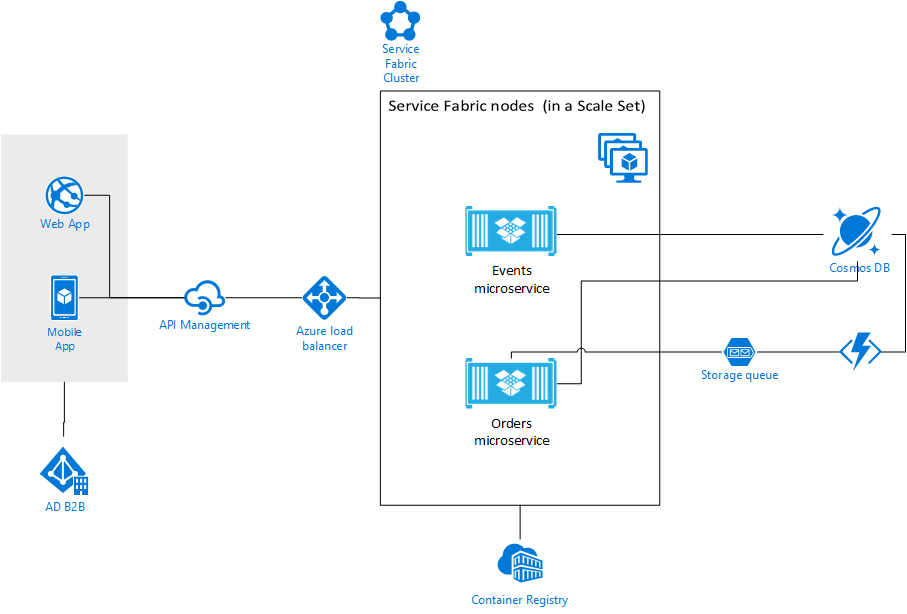 Service
Fabric
Cluster
Service Fabric nodes (in a Scale Set)
Web App
Events
microservice
Cosmos DB
Mobile
App
API Management
Azure load
balancer
Storage queue
Orders
microservice
AD B2B
Container Registry